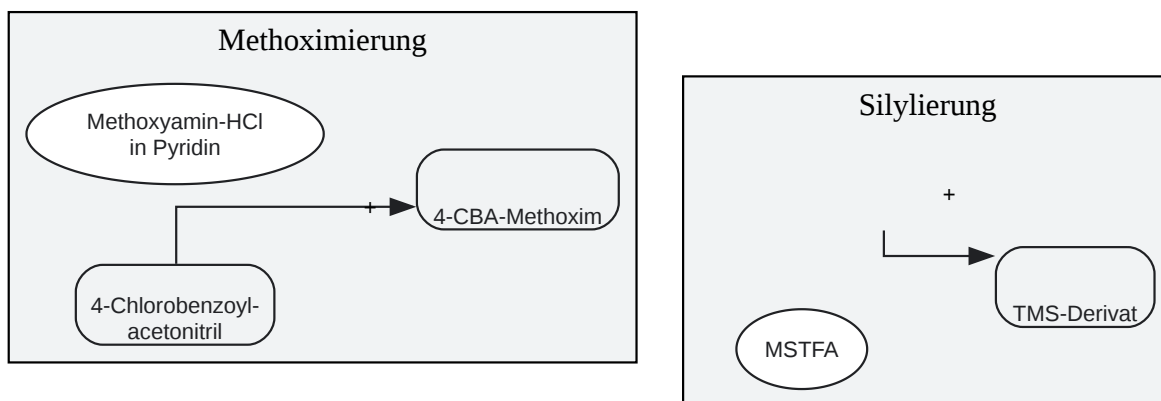 Methoximierung
Methoxyamin-HCl
in Pyridin
+
4-CBA-Methoxim
4-Chlorobenzoyl-
acetonitril
Silylierung
+
TMS-Derivat
MSTFA